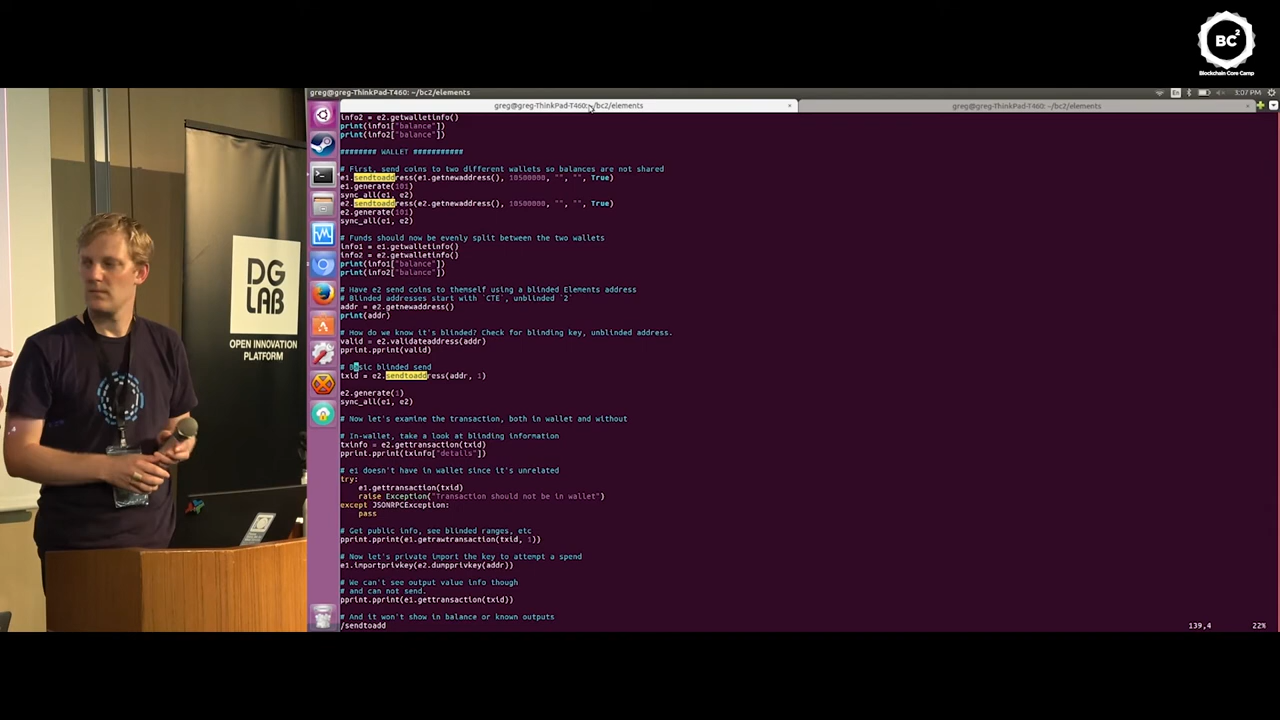 BC²
Blockchain Core Camp
DG
LAB
OPEN INNOVATION
PLATFORM
greg@greg-ThinkPad-T460: ~/bc2/elements
En
3:07 PM
greg@greg-ThinkPad-T460: ~/bc2/elements
greg@greg-ThinkPad-T460: ~/bc2/elements
info2 = e2.getwalletinfo()
print(info1["balance"])
print(info2["balance"])
######## WALLET ###########
# First, send coins to two different wallets so balances are not shared
e1.sendtoaddress(e1.getnewaddress(), 10500000, "", "", True)
e1.generate(101)
sync_all(e1, e2)
e2.sendtoaddress(e2.getnewaddress(), 10500000, "", "", True)
e2.generate(101)
sync_all(e1, e2)
# Funds should now be evenly split between the two wallets
info1 = e1.getwalletinfo()
info2 = e2.getwalletinfo()
print(info1["balance"])
print(info2["balance"])
# Have e2 send coins to themself using a blinded Elements address
# Blinded addresses start with `CTE`, unblinded `2`
addr = e2.getnewaddress()
print(addr)
# How do we know it's blinded? Check for blinding key, unblinded address.
valid = e2.validateaddress(addr)
pprint.pprint(valid)
# Basic blinded send
txid = e2.sendtoaddress(addr, 1)
e2.generate(1)
sync_all(e1, e2)
# Now let's examine the transaction, both in wallet and without
# In-wallet, take a look at blinding information
txinfo = e2.gettransaction(txid)
pprint.pprint(txinfo["details"])
# e1 doesn't have in wallet since it's unrelated
try:
e1.gettransaction(txid)
raise Exception("Transaction should not be in wallet")
except JSONRPCException:
pass
# Get public info, see blinded ranges, etc
pprint.pprint(e1.getrawtransaction(txid, 1))
# Now let's private import the key to attempt a spend
e1.importprivkey(e2.dumpprivkey(addr))
# We can't see output value info though
# and can not send.
pprint.pprint(e1.gettransaction(txid))
# And it won't show in balance or known outputs
/sendtoadd
139,4
22%